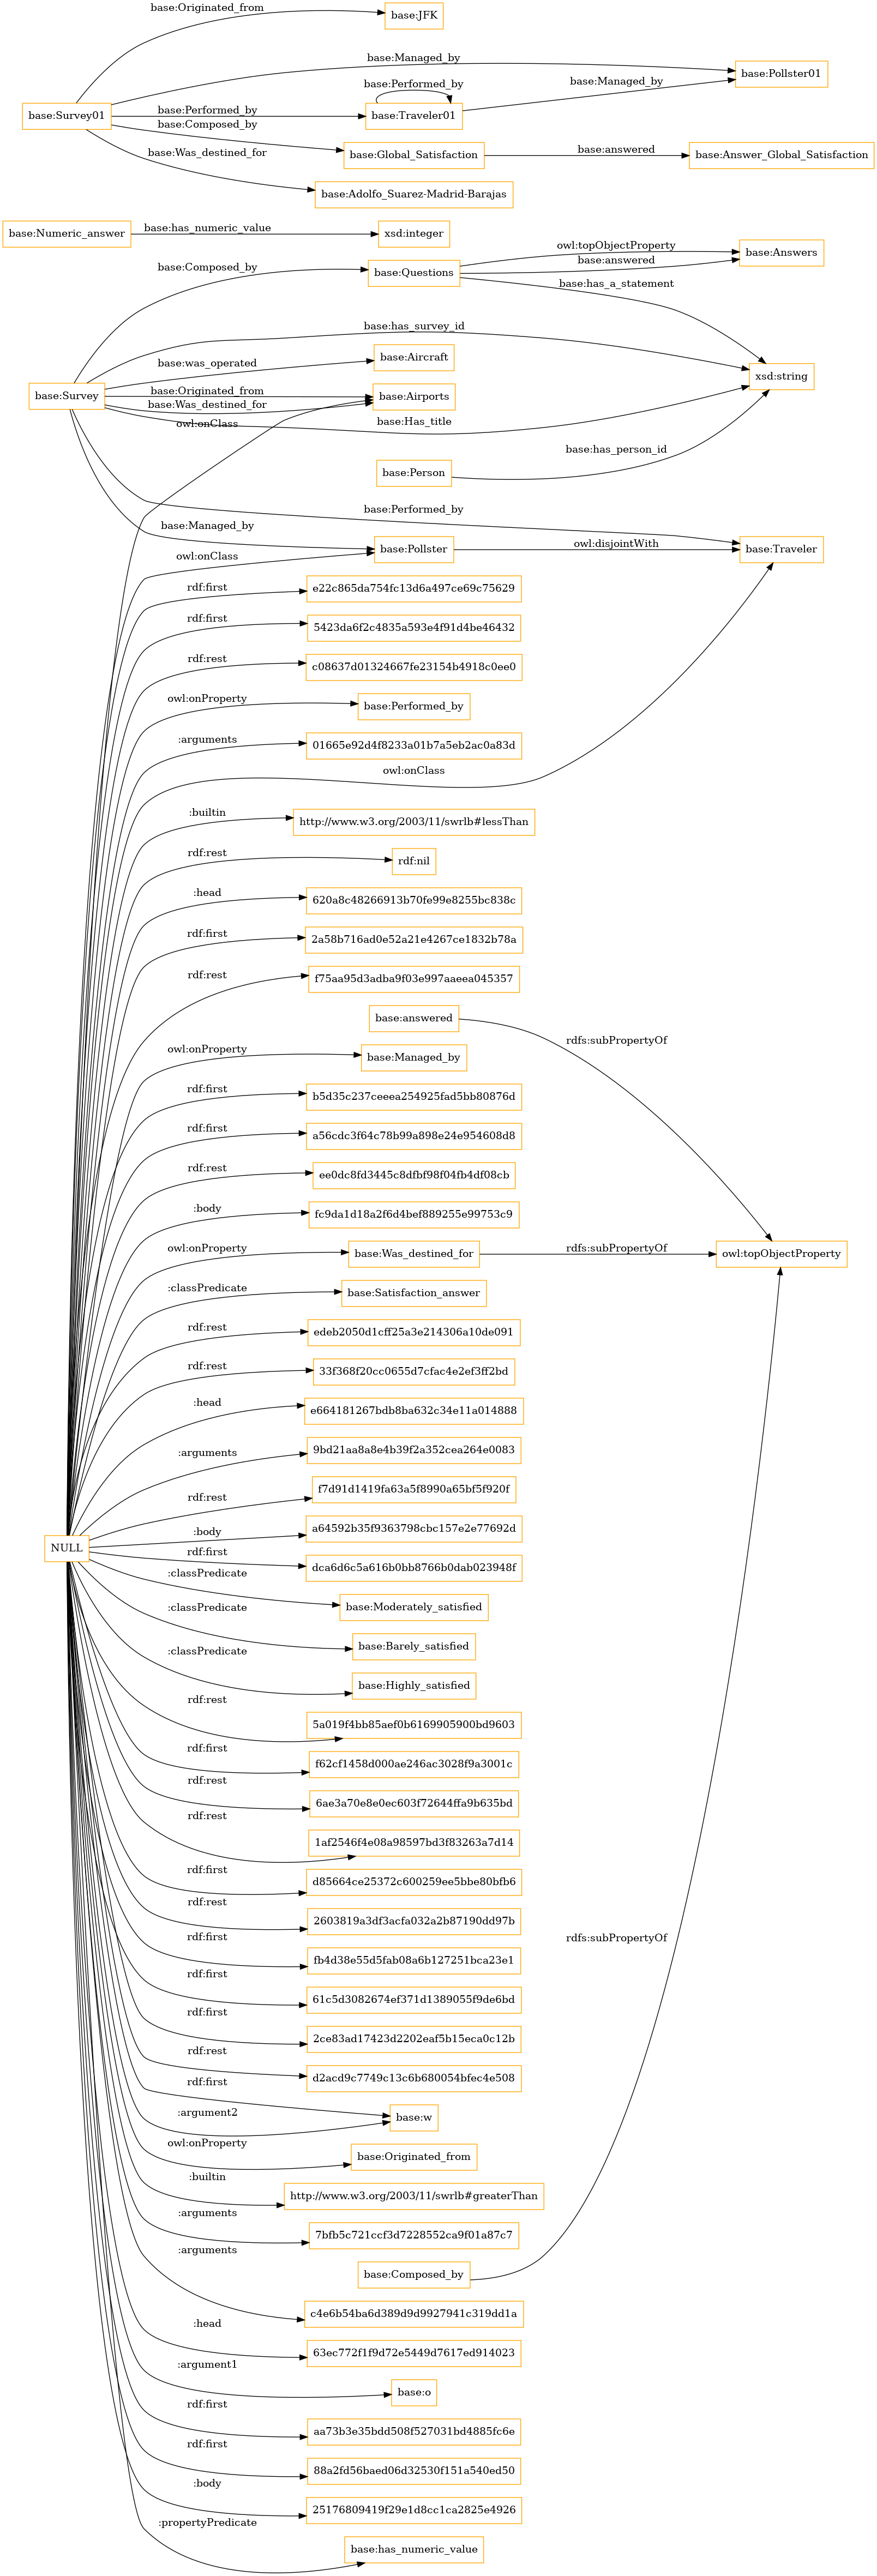 base:Originated_from
base:JFK
base:Managed_by
base:Pollster01
base:Performed_by
base:Managed_by
base:Survey01
base:Performed_by
base:Traveler01
base:Composed_by
base:Global_Satisfaction
base:answered
base:Answer_Global_Satisfaction
base:Was_destined_for
base:Adolfo_Suarez-Madrid-Barajas
base:Numeric_answer
base:has_numeric_value
xsd:integer
owl:topObjectProperty
base:Answers
base:Composed_by
base:Questions
base:answered
base:has_a_statement
base:has_survey_id
base:Aircraft
base:was_operated
xsd:string
base:Survey
base:Originated_from
base:Airports
base:Was_destined_for
base:Has_title
owl:onClass
base:has_person_id
base:Person
base:Performed_by
base:Managed_by
base:Pollster
owl:disjointWith
base:Traveler
owl:onClass
rdf:first
e22c865da754fc13d6a497ce69c75629
rdf:first
5423da6f2c4835a593e4f91d4be46432
rdf:rest
c08637d01324667fe23154b4918c0ee0
owl:onProperty
base:Performed_by
:arguments
01665e92d4f8233a01b7a5eb2ac0a83d
owl:onClass
:builtin
http://www.w3.org/2003/11/swrlb#lessThan
rdf:rest
rdf:nil
:head
620a8c48266913b70fe99e8255bc838c
rdf:first
2a58b716ad0e52a21e4267ce1832b78a
rdf:rest
f75aa95d3adba9f03e997aaeea045357
base:answered
rdfs:subPropertyOf
owl:onProperty
base:Managed_by
rdf:first
b5d35c237ceeea254925fad5bb80876d
rdf:first
a56cdc3f64c78b99a898e24e954608d8
rdf:rest
ee0dc8fd3445c8dfbf98f04fb4df08cb
:body
fc9da1d18a2f6d4bef889255e99753c9
owl:onProperty
base:Was_destined_for
rdfs:subPropertyOf
owl:topObjectProperty
:classPredicate
base:Satisfaction_answer
rdf:rest
edeb2050d1cff25a3e214306a10de091
rdf:rest
33f368f20cc0655d7cfac4e2ef3ff2bd
:head
e664181267bdb8ba632c34e11a014888
:arguments
9bd21aa8a8e4b39f2a352cea264e0083
rdf:rest
f7d91d1419fa63a5f8990a65bf5f920f
:body
a64592b35f9363798cbc157e2e77692d
NULL
rdf:first
dca6d6c5a616b0bb8766b0dab023948f
:classPredicate
base:Moderately_satisfied
:classPredicate
base:Barely_satisfied
:classPredicate
base:Highly_satisfied
rdf:rest
5a019f4bb85aef0b6169905900bd9603
rdf:first
f62cf1458d000ae246ac3028f9a3001c
rdf:rest
6ae3a70e8e0ec603f72644ffa9b635bd
rdf:rest
1af2546f4e08a98597bd3f83263a7d14
rdf:first
d85664ce25372c600259ee5bbe80bfb6
rdf:rest
2603819a3df3acfa032a2b87190dd97b
rdf:first
fb4d38e55d5fab08a6b127251bca23e1
rdfs:subPropertyOf
rdf:first
61c5d3082674ef371d1389055f9de6bd
rdf:first
2ce83ad17423d2202eaf5b15eca0c12b
rdf:rest
d2acd9c7749c13c6b680054bfec4e508
rdf:first
base:w
:argument2
owl:onProperty
base:Originated_from
:builtin
http://www.w3.org/2003/11/swrlb#greaterThan
:arguments
7bfb5c721ccf3d7228552ca9f01a87c7
:arguments
base:Composed_by
c4e6b54ba6d389d9d9927941c319dd1a
:head
63ec772f1f9d72e5449d7617ed914023
:argument1
base:o
rdf:first
aa73b3e35bdd508f527031bd4885fc6e
rdf:first
88a2fd56baed06d32530f151a540ed50
:body
25176809419f29e1d8cc1ca2825e4926
:propertyPredicate
base:has_numeric_value